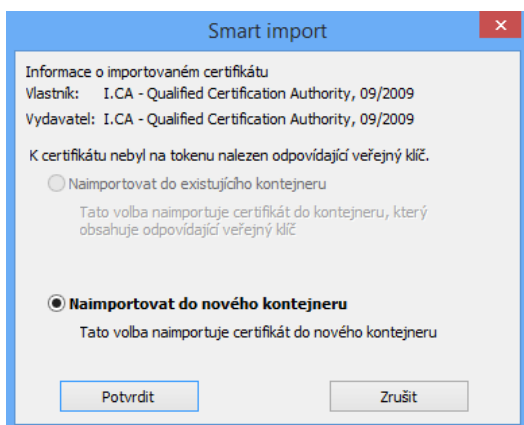 Smart import
Informace o importovaném certifikátu
Vlastník: I.CA - Qualified Certification Authority, 09/2009
Vydavatel: I.CA - Qualified Certification Authority, 09/2009
K certifikátu nebyl na tokenu nalezen odpovídající veřejný klíč.
Naimportovat do existujícího kontejneru
Tato volba naimportuje certifikát do kontejneru, který
obsahuje odpovídající veřejný klíč
Naimportovat do nového kontejneru
Tato volba naimportuje certifikát do nového kontejneru
Potvrdit Zrušit